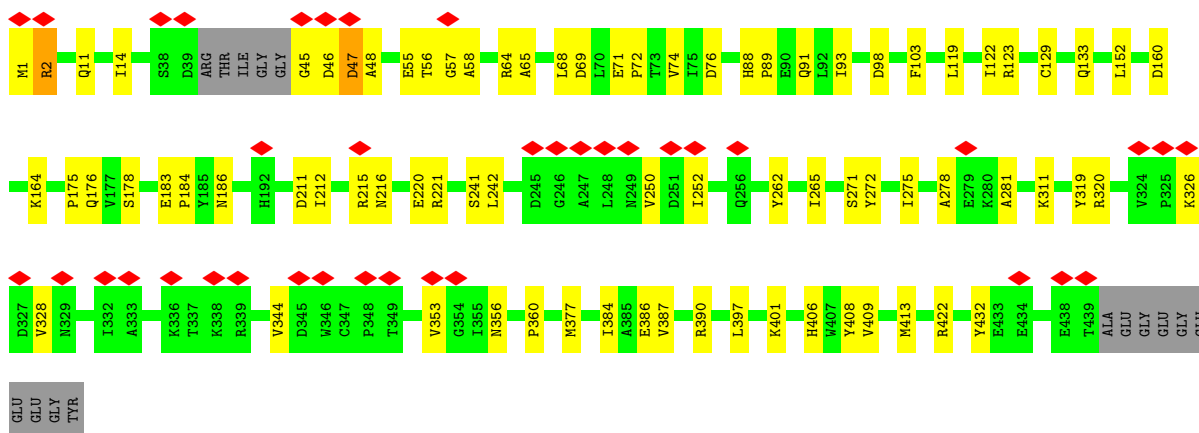 M1 R2 Q11 I14 S38 D39 ARG THR ILE GLY GLY G45 D46 D47 A48 E55 T56 G57 A58 R64 A65 L68 D69 L70 E71 P72 T73 V74 I75 D76 H88 P89 E90 Q91 L92 I93 D98 F103 L119 I122 R123 C129 Q133 L152 D160
K164 P175 Q176 V177 S178 E183 P184 Y185 N186 H192 D211 I212 R215 N216 E220 R221 S241 L242 D245 G246 A247 L248 N249 V250 D251 I252 Q256 Y262 I265 S271 Y272 I275 A278 E279 K280 A281 K311 Y319 R320 V324 P325 K326
D327 V328 N329 I332 A333 K336 T337 K338 R339 V344 D345 W346 C347 P348 T349 V353 G354 I355 N356 P360 M377 I384 A385 E386 V387 R390 L397 K401 H406 W407 Y408 V409 M413 R422 Y432 E433 E434 E438 T439 ALA GLU GLY GLU GLY GLU
GLU GLU GLY TYR